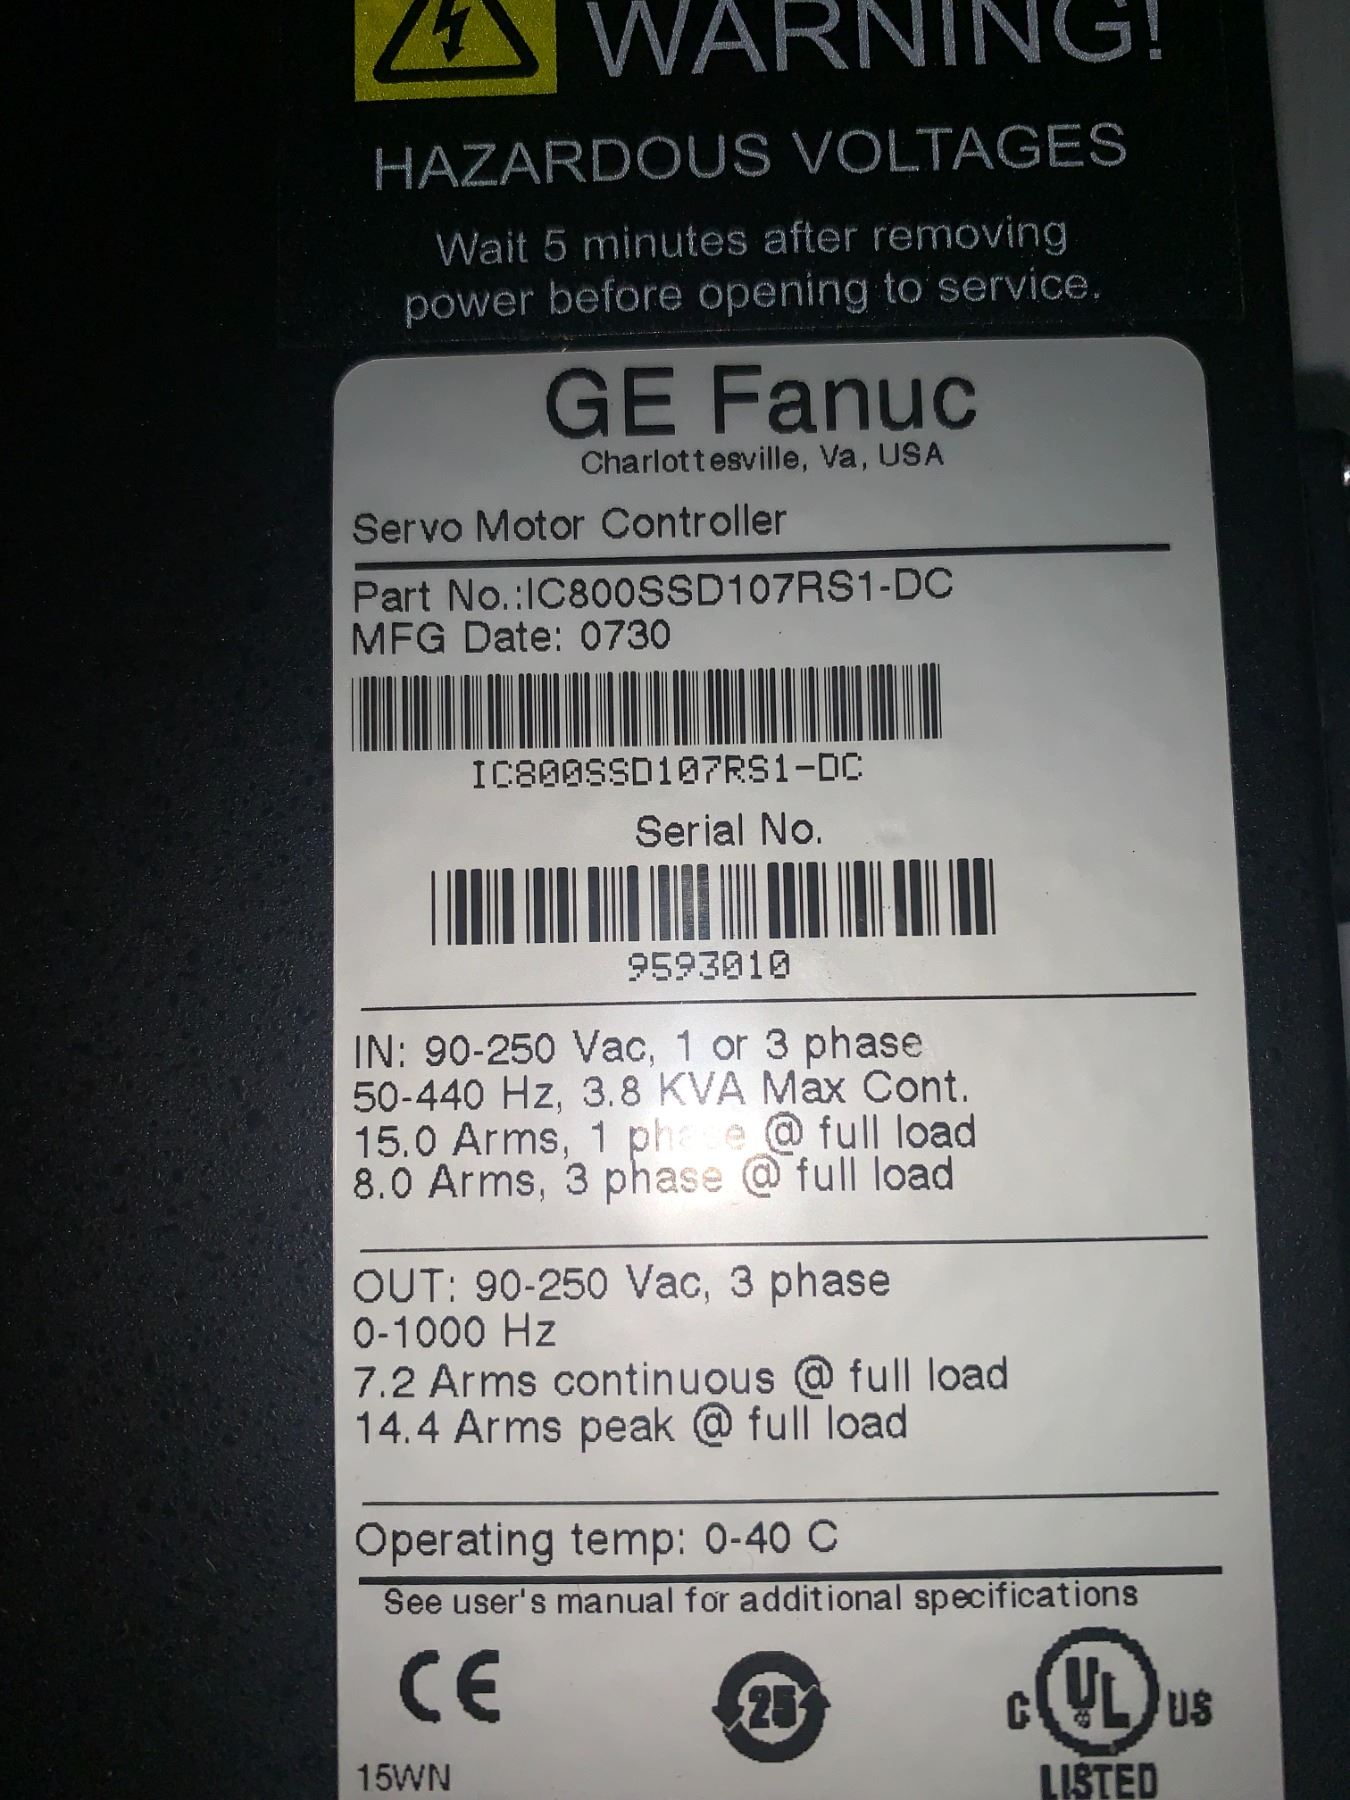 WARNING!
HAZARDOUS VOLTAGES
Wait 5 minutes after removing
power before opening to service.
GE Fanuc
Charlottesville, Va, USA
Servo Motor Controller
Part No.:IC800SSD107RS1-DC
MFG Date: 0730
IC800SSD107RS1-DC
Serial No.
9593010
IN: 90-250 Vac, 1 or 3 phase
50-440 Hz, 3.8 KVA Max Cont.
15.0 Arms, 1 phase @ full load
8.0 Arms, 3 phase @ full load
OUT: 90-250 Vac, 3 phase
0-1000 Hz
7.2 Arms continuous @ full load
14.4 Arms peak @ full load
Operating temp: 0-40 C
See user's manual for additional specifications
CE
25
C UL US
LISTED
15WN